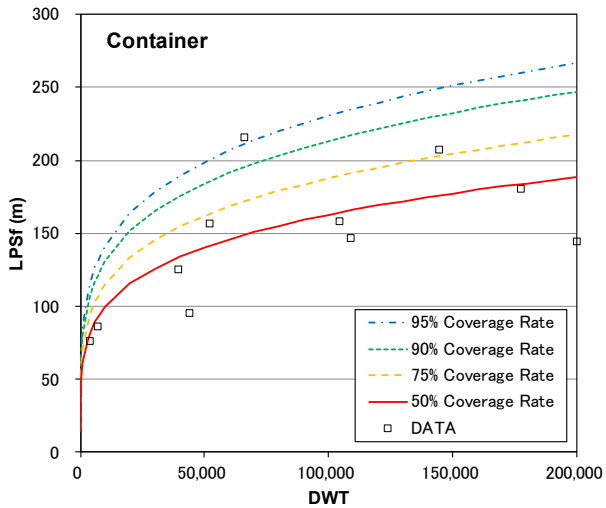 Container
300
250
200
150
100
50
0
LPSf (m)
95% Coverage Rate
90% Coverage Rate
75% Coverage Rate
50% Coverage Rate
DATA
0 50,000 100,000 150,000 200,000
DWT